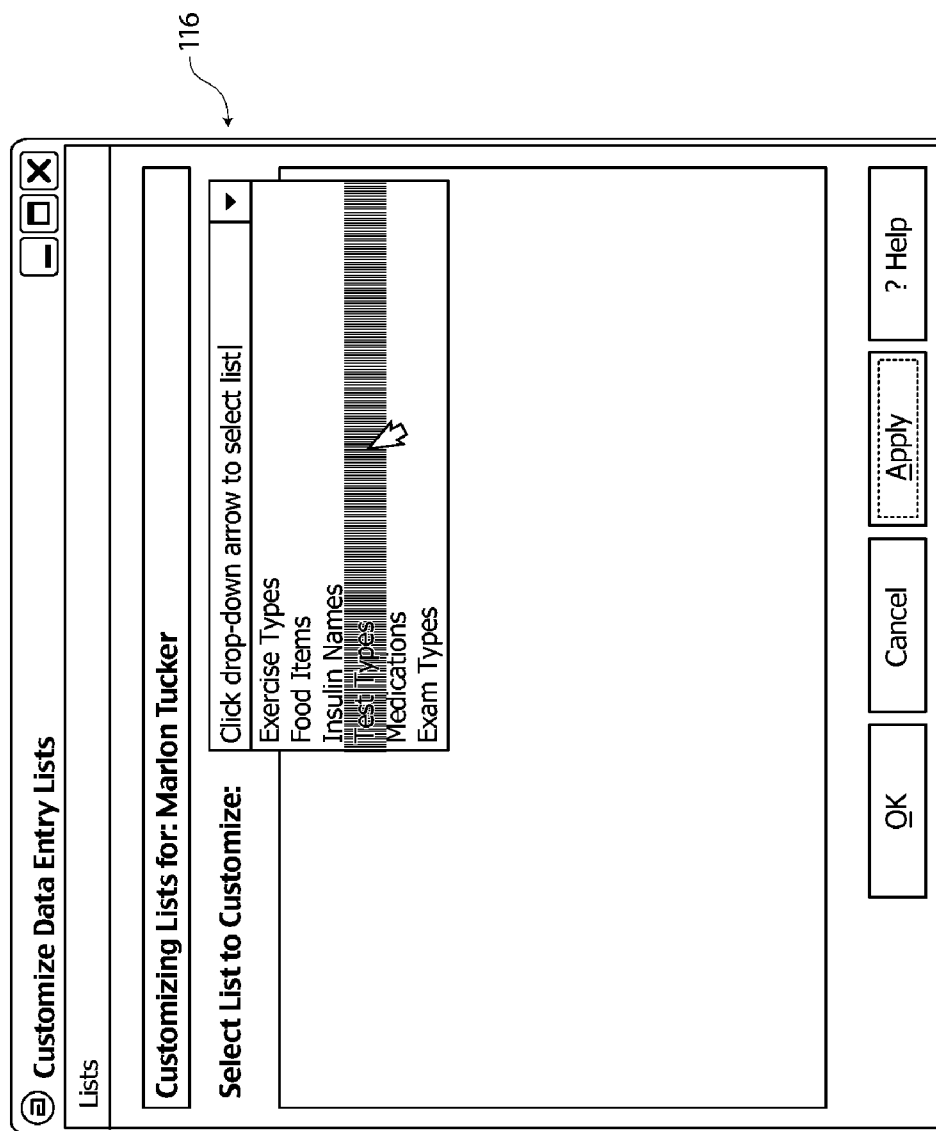 Customize Data Entry Lists
Lists
Customizing Lists for: Marlon Tucker
Select List to Customize:
Click drop-down arrow to select list
Exercise Types
Food Items
Insulin Names
Test Types
Medications
Exam Types
OK
Cancel
Apply
? Help
116